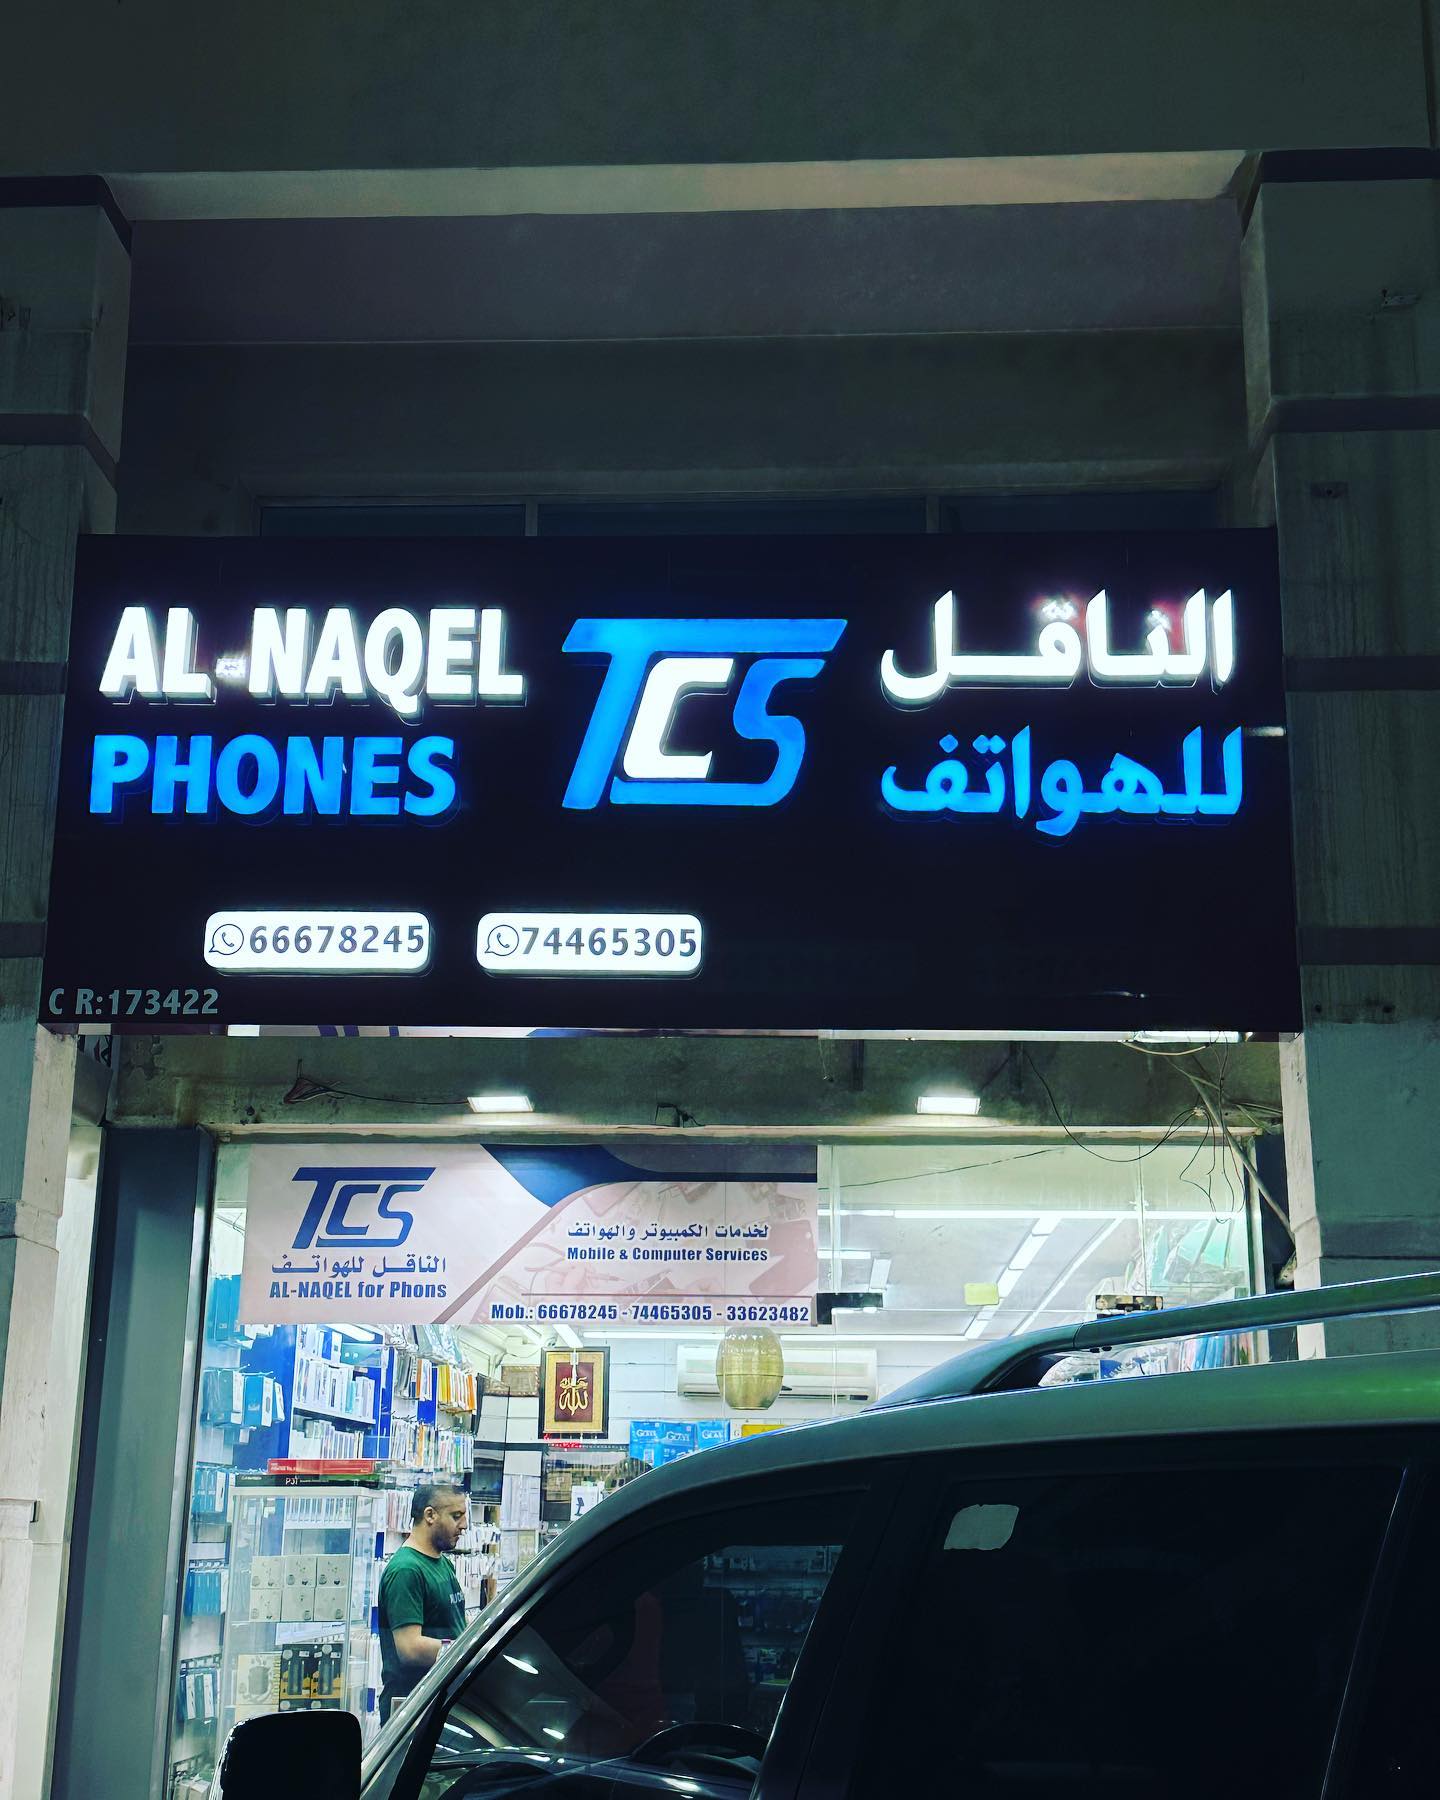 AL-NAQEL
PHONES
TCS
الناقل
للهواتف
66678245
74465305
C R:173422
TCS
الناقل للهواتف
AL-NAQEL for Phons
لخدمات الكمبيوتر والهواتف
Mobile & Computer Services
Mob.: 66678245 - 74465305 - 33623482